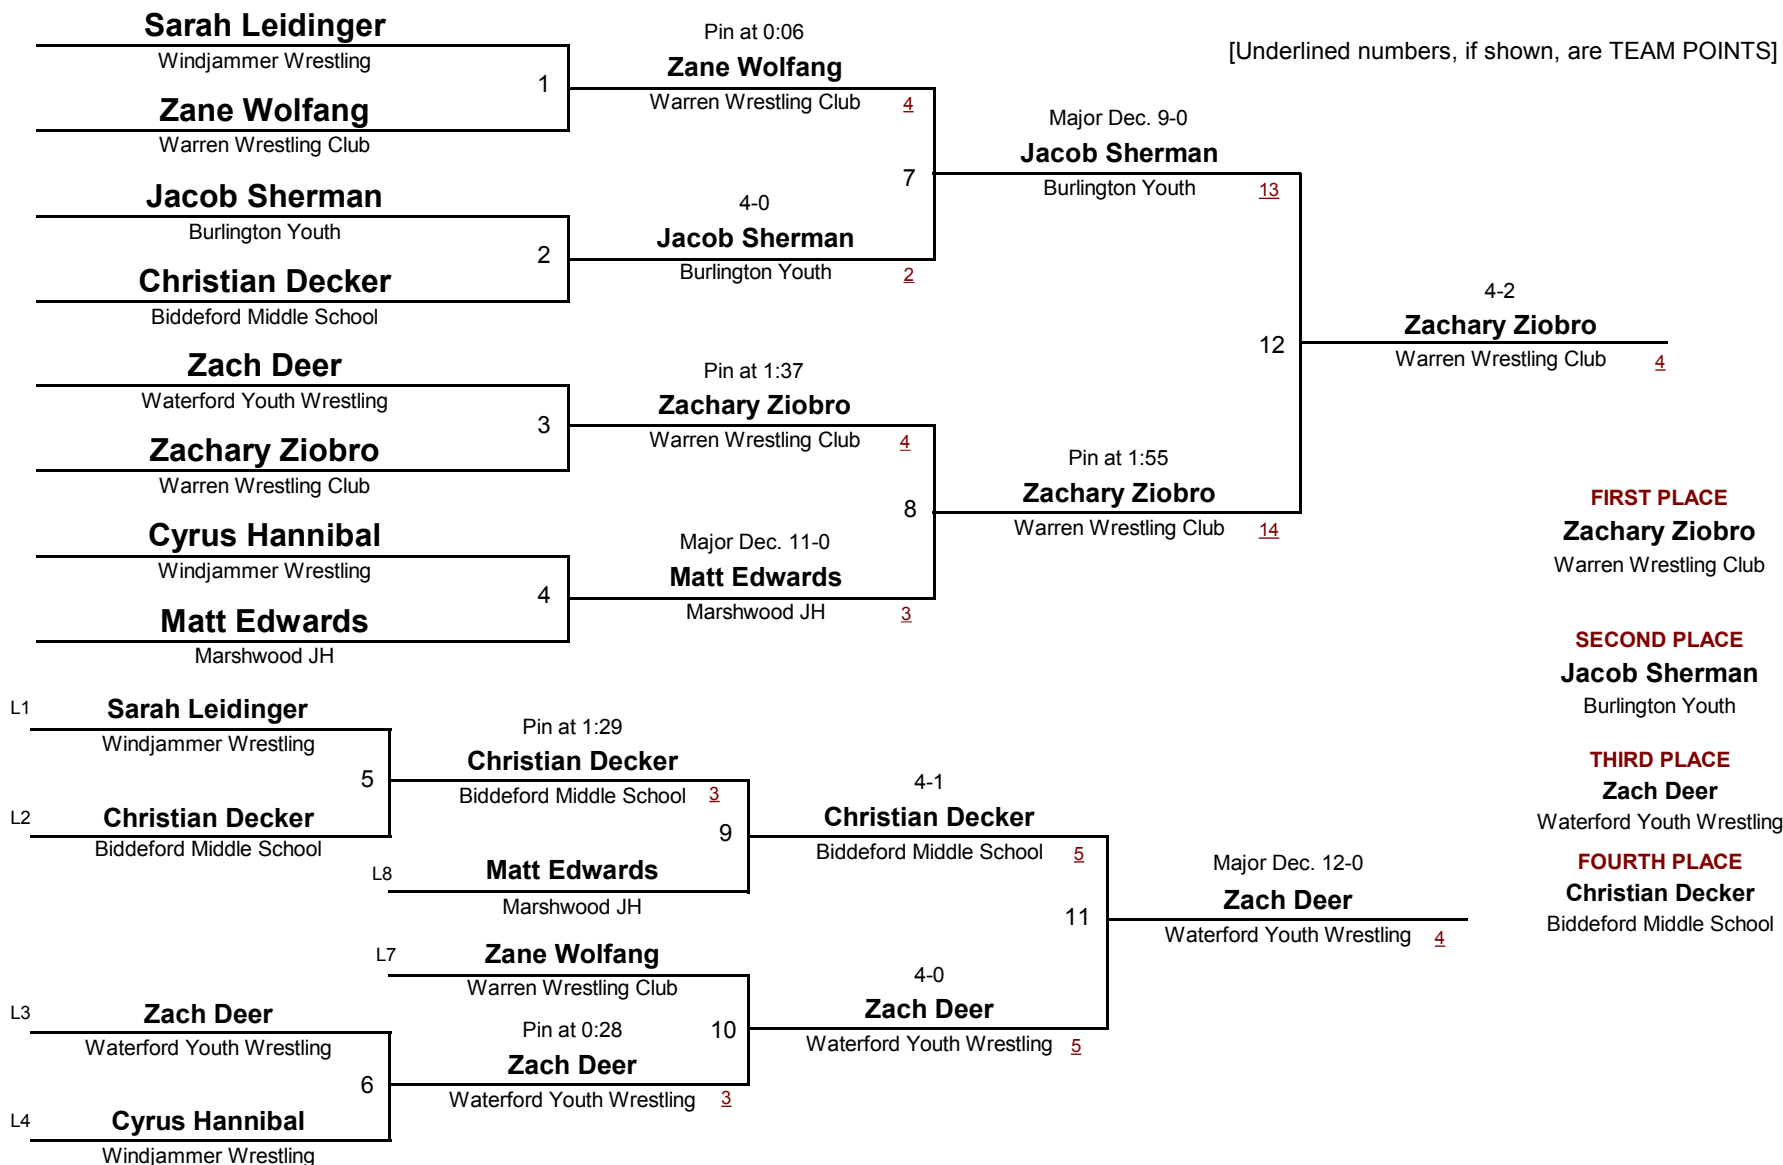 [Underlined numbers, if shown, are TEAM POINTS]
Sarah Leidinger
Windjammer Wrestling
1
Zane Wolfang
Warren Wrestling Club
Pin at 0:06
Zane Wolfang
Warren Wrestling Club 4
Jacob Sherman
Burlington Youth
2
Christian Decker
Biddeford Middle School
4-0
Jacob Sherman
Burlington Youth 2
7
Major Dec. 9-0
Jacob Sherman
Burlington Youth 13
Zach Deer
Waterford Youth Wrestling
3
Zachary Ziobro
Warren Wrestling Club
Pin at 1:37
Zachary Ziobro
Warren Wrestling Club 4
Cyrus Hannibal
Windjammer Wrestling
4
Matt Edwards
Marshwood JH
Major Dec. 11-0
Matt Edwards
Marshwood JH 3
8
Pin at 1:55
Zachary Ziobro
Warren Wrestling Club 14
12
4-2
Zachary Ziobro
Warren Wrestling Club 4
FIRST PLACE
Zachary Ziobro
Warren Wrestling Club
SECOND PLACE
Jacob Sherman
Burlington Youth
THIRD PLACE
Zach Deer
Waterford Youth Wrestling
FOURTH PLACE
Christian Decker
Biddeford Middle School
L1 Sarah Leidinger
Windjammer Wrestling
5
L2 Christian Decker
Biddeford Middle School
Pin at 1:29
Christian Decker
Biddeford Middle School 3
9
L8 Matt Edwards
Marshwood JH
4-1
Christian Decker
Biddeford Middle School 5
L7 Zane Wolfang
Warren Wrestling Club
L3 Zach Deer
Waterford Youth Wrestling
6
L4 Cyrus Hannibal
Windjammer Wrestling
Pin at 0:28
10
Zach Deer
Waterford Youth Wrestling 3
4-0
Zach Deer
Waterford Youth Wrestling 5
11
Major Dec. 12-0
Zach Deer
Waterford Youth Wrestling 4